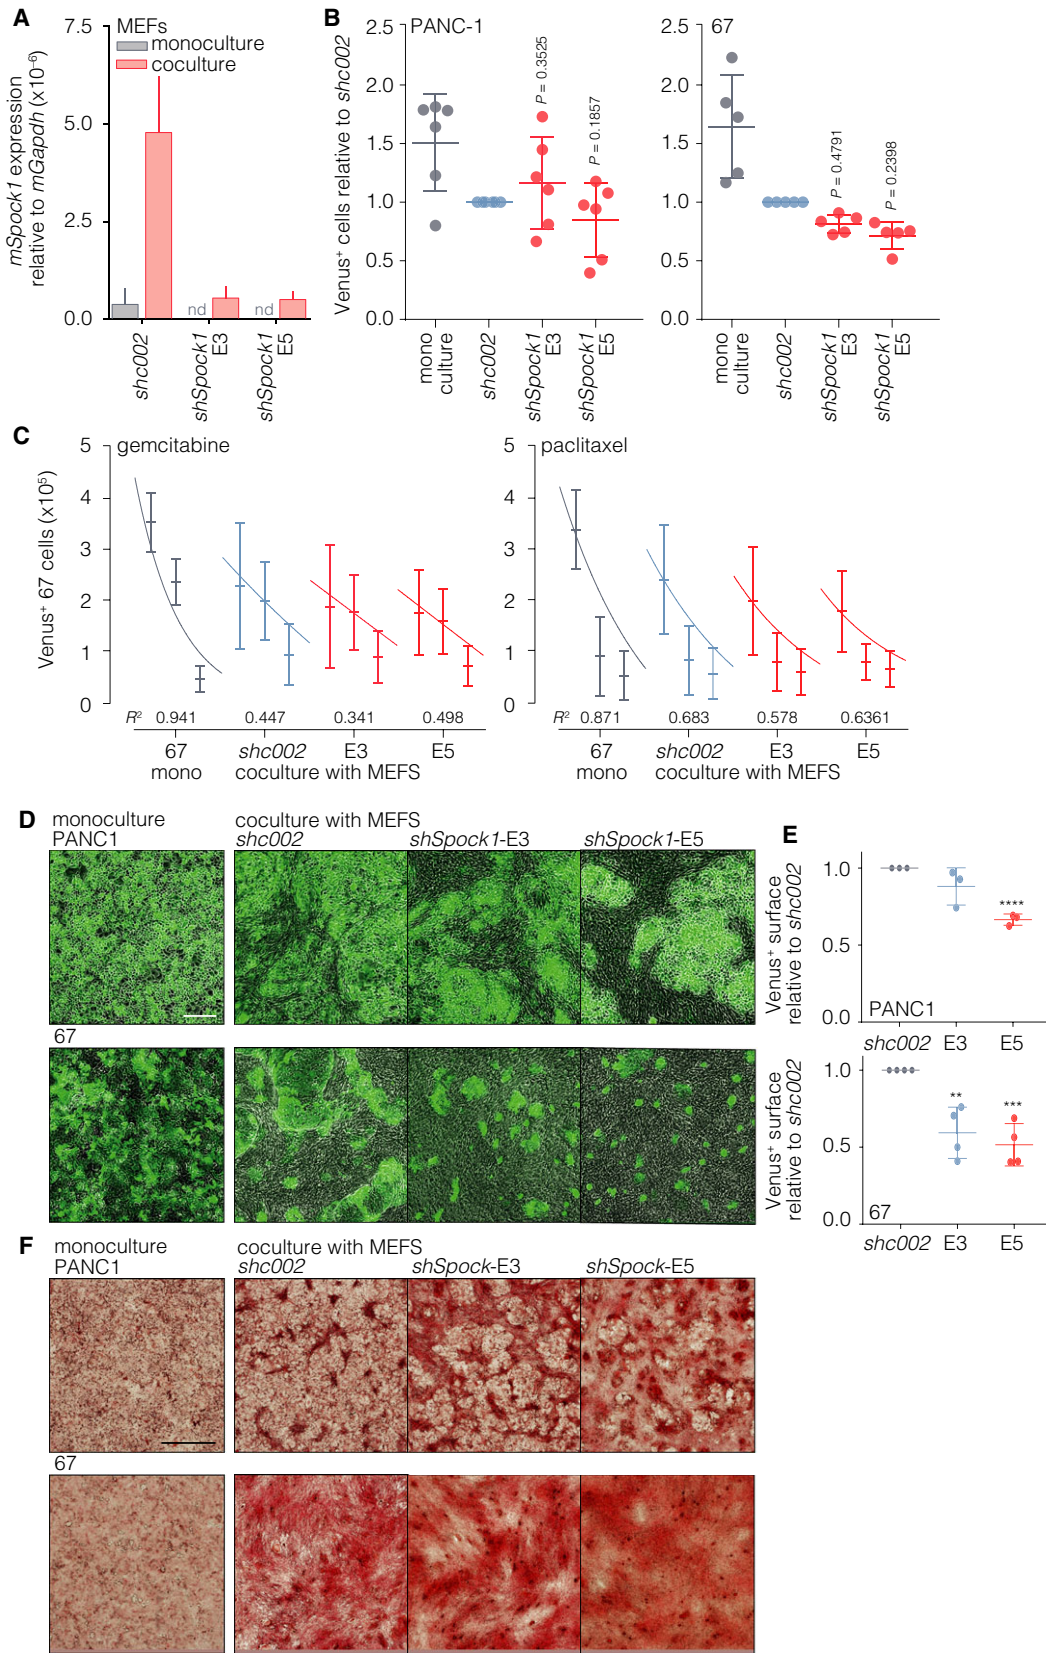 A
MEFs
monoculture
coculture
mSpock1 expression
relative to mGapdh (x10⁻⁶)
7.5
5.0
2.5
0.0
nd
nd
shc002
shSpock1
E3
shSpock1
E5
B
PANC-1
Venus⁺ cells relative to shc002
2.5
2.0
1.5
1.0
0.5
0.0
P = 0.3525
P = 0.1857
mono
culture
shc002
shSpock1
E3
shSpock1
E5
67
2.5
2.0
1.5
1.0
0.5
0.0
P = 0.4791
P = 0.2398
mono
culture
shc002
shSpock1
E3
shSpock1
E5
C
gemcitabine
Venus⁺ 67 cells (x10⁵)
5
4
3
2
1
0
R² 0.941 0.447 0.341 0.498
67 shc002 E3 E5
mono coculture with MEFS
paclitaxel
5
4
3
2
1
0
R² 0.871 0.683 0.578 0.6361
67 shc002 E3 E5
mono coculture with MEFS
D
monoculture coculture with MEFS
PANC1 shc002 shSpock1-E3 shSpock1-E5
67
E
Venus⁺ surface
relative to shc002
1.0
0.5
0.0
****
PANC1
shc002 E3 E5
Venus⁺ surface
relative to shc002
1.0
0.5
0.0
**
***
67
shc002 E3 E5
F
monoculture coculture with MEFS
PANC1 shc002 shSpock-E3 shSpock-E5
67